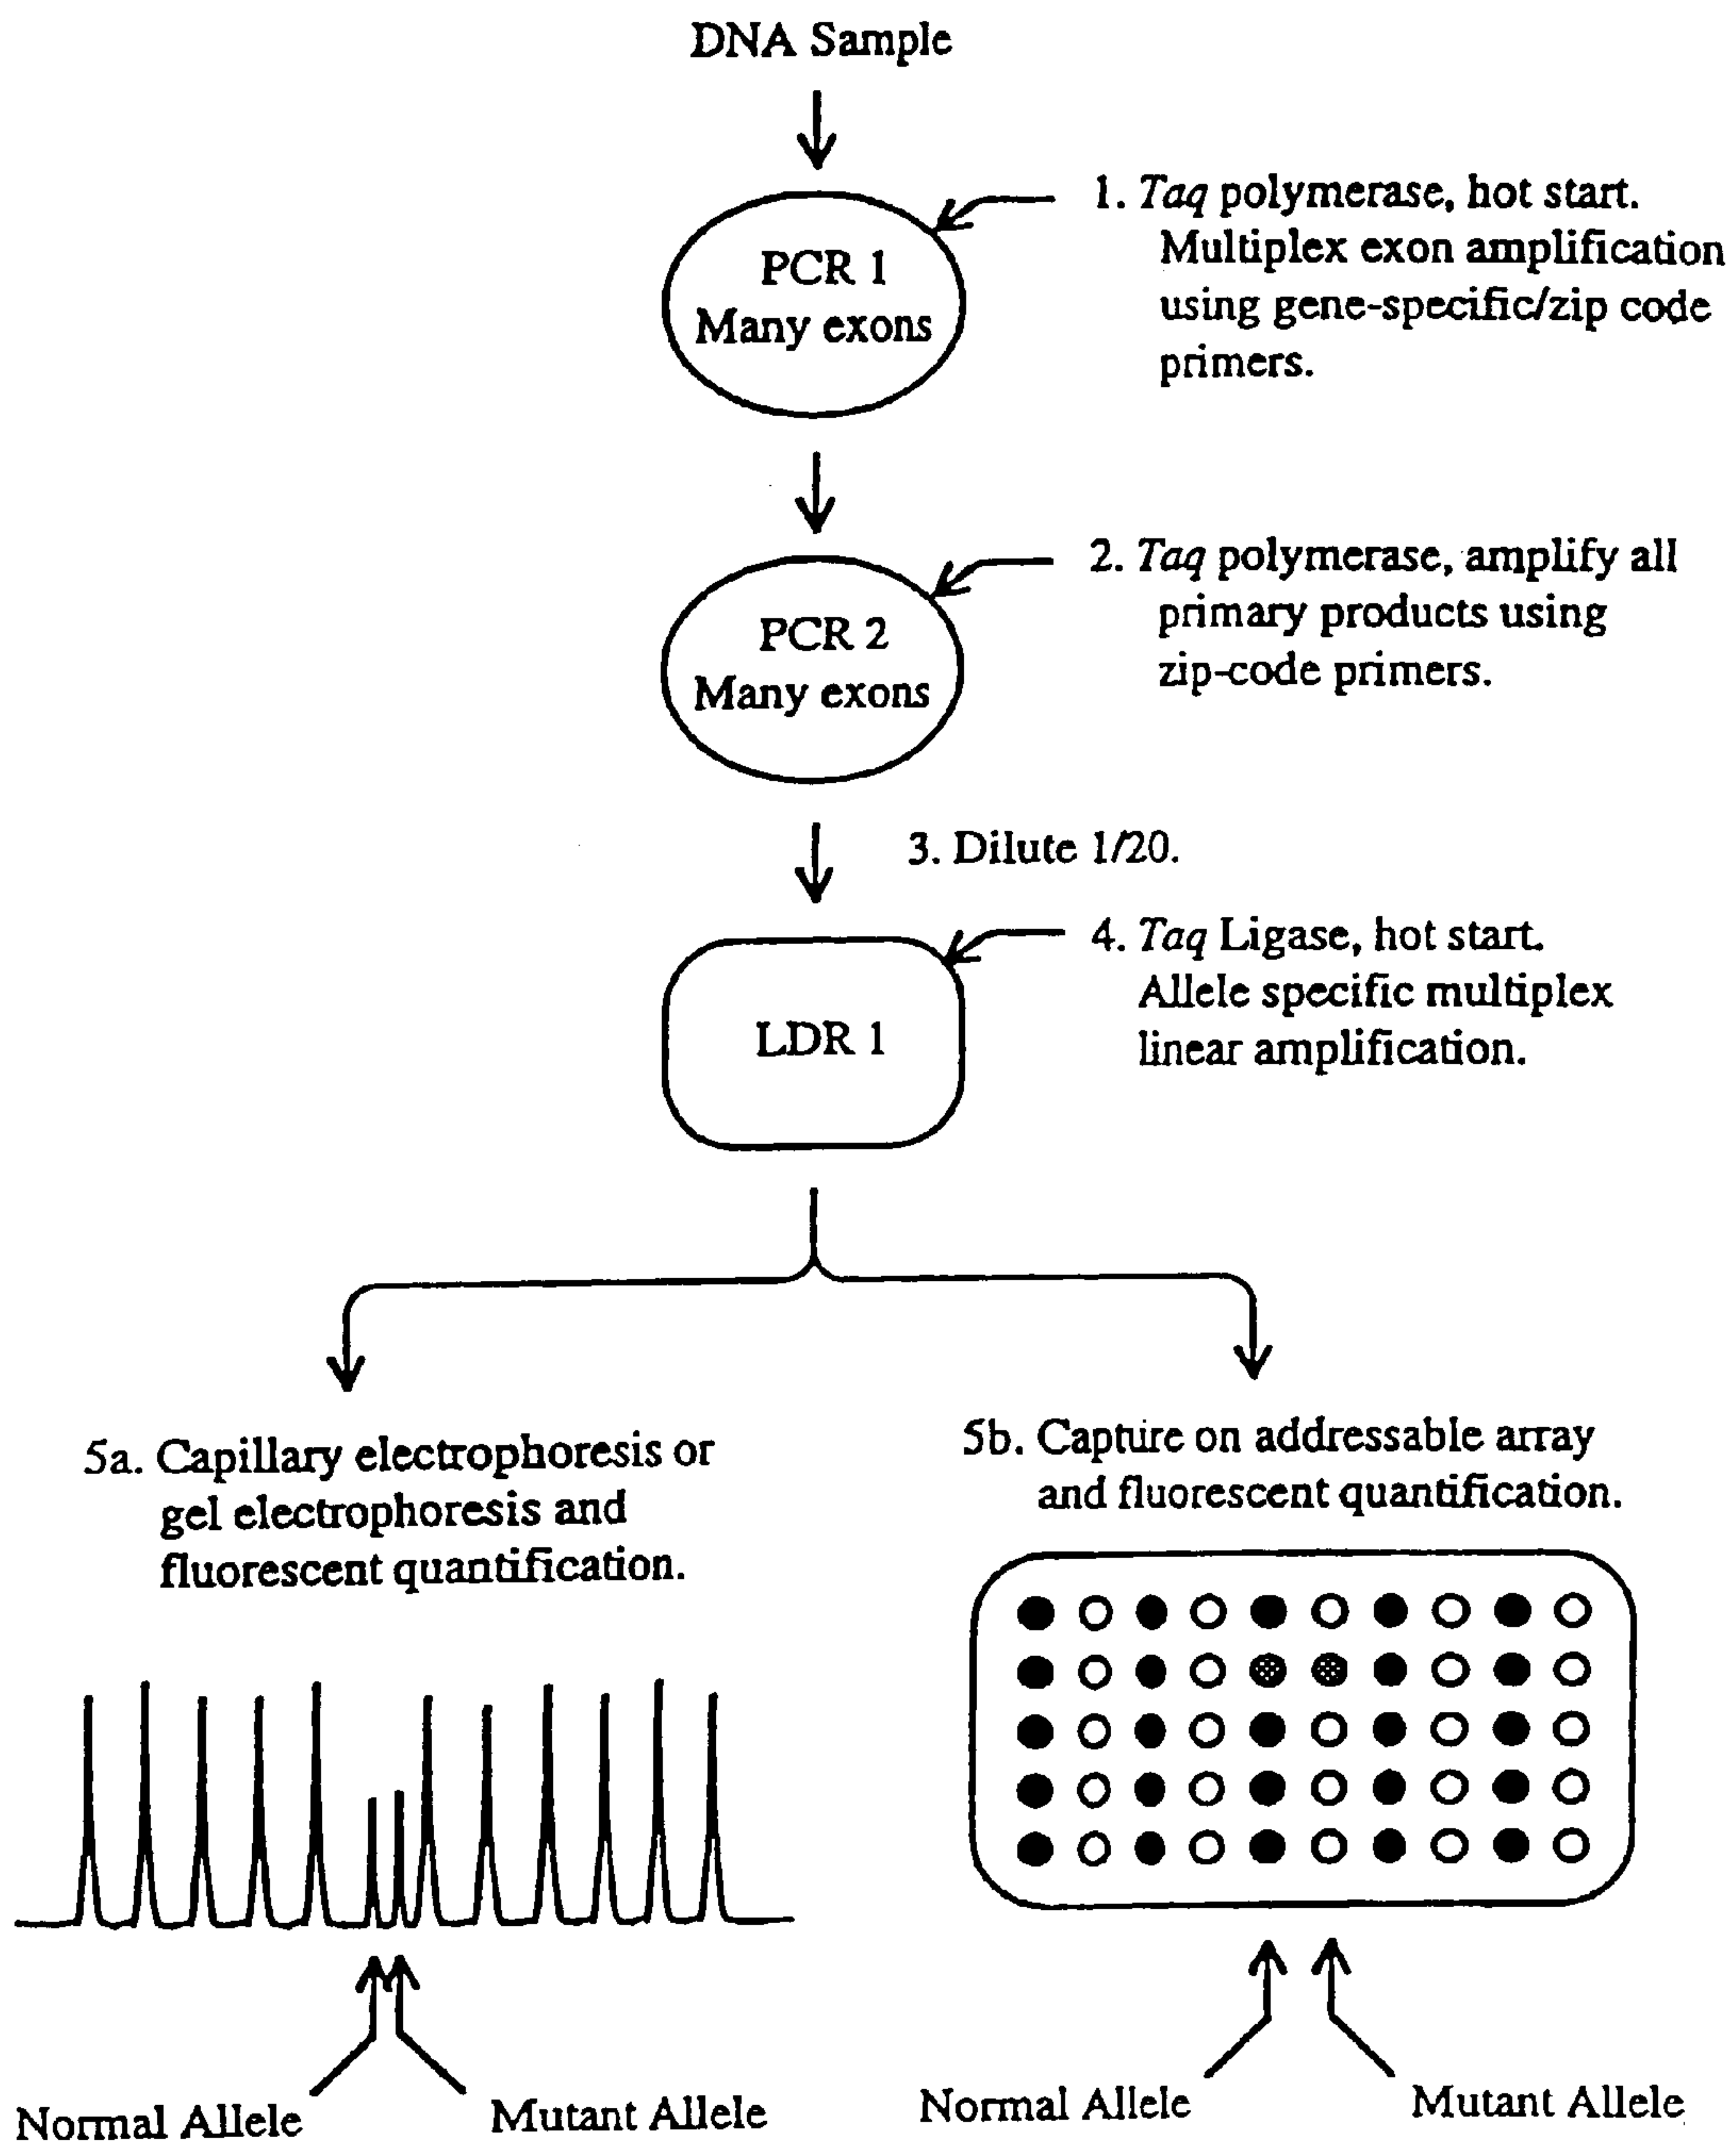 DNA Sample
PCR 1
Many exons
1. Taq polymerase, hot start.
Multiplex exon amplification
using gene-specific/zip code
primers.
PCR 2
Many exons
2. Taq polymerase, amplify all
primary products using
zip-code primers.
3. Dilute 1/20.
LDR 1
4. Taq Ligase, hot start.
Allele specific multiplex
linear amplification.
5a. Capillary electrophoresis or
gel electrophoresis and
fluorescent quantification.
5b. Capture on addressable array
and fluorescent quantification.
Normal Allele
Mutant Allele
Normal Allele
Mutant Allele